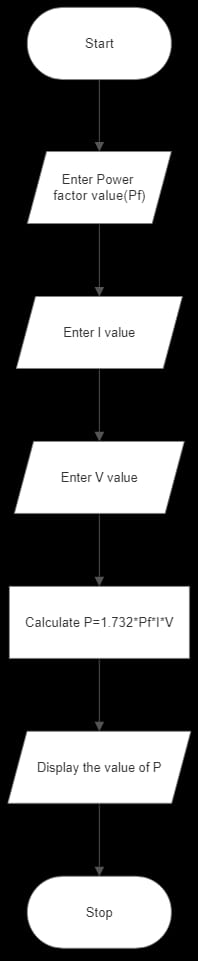 Start
Enter Power
factor value(Pf)
Enter I value
Enter V value
Calculate P=1.732*Pf*I*V
Display the value of P
Stop